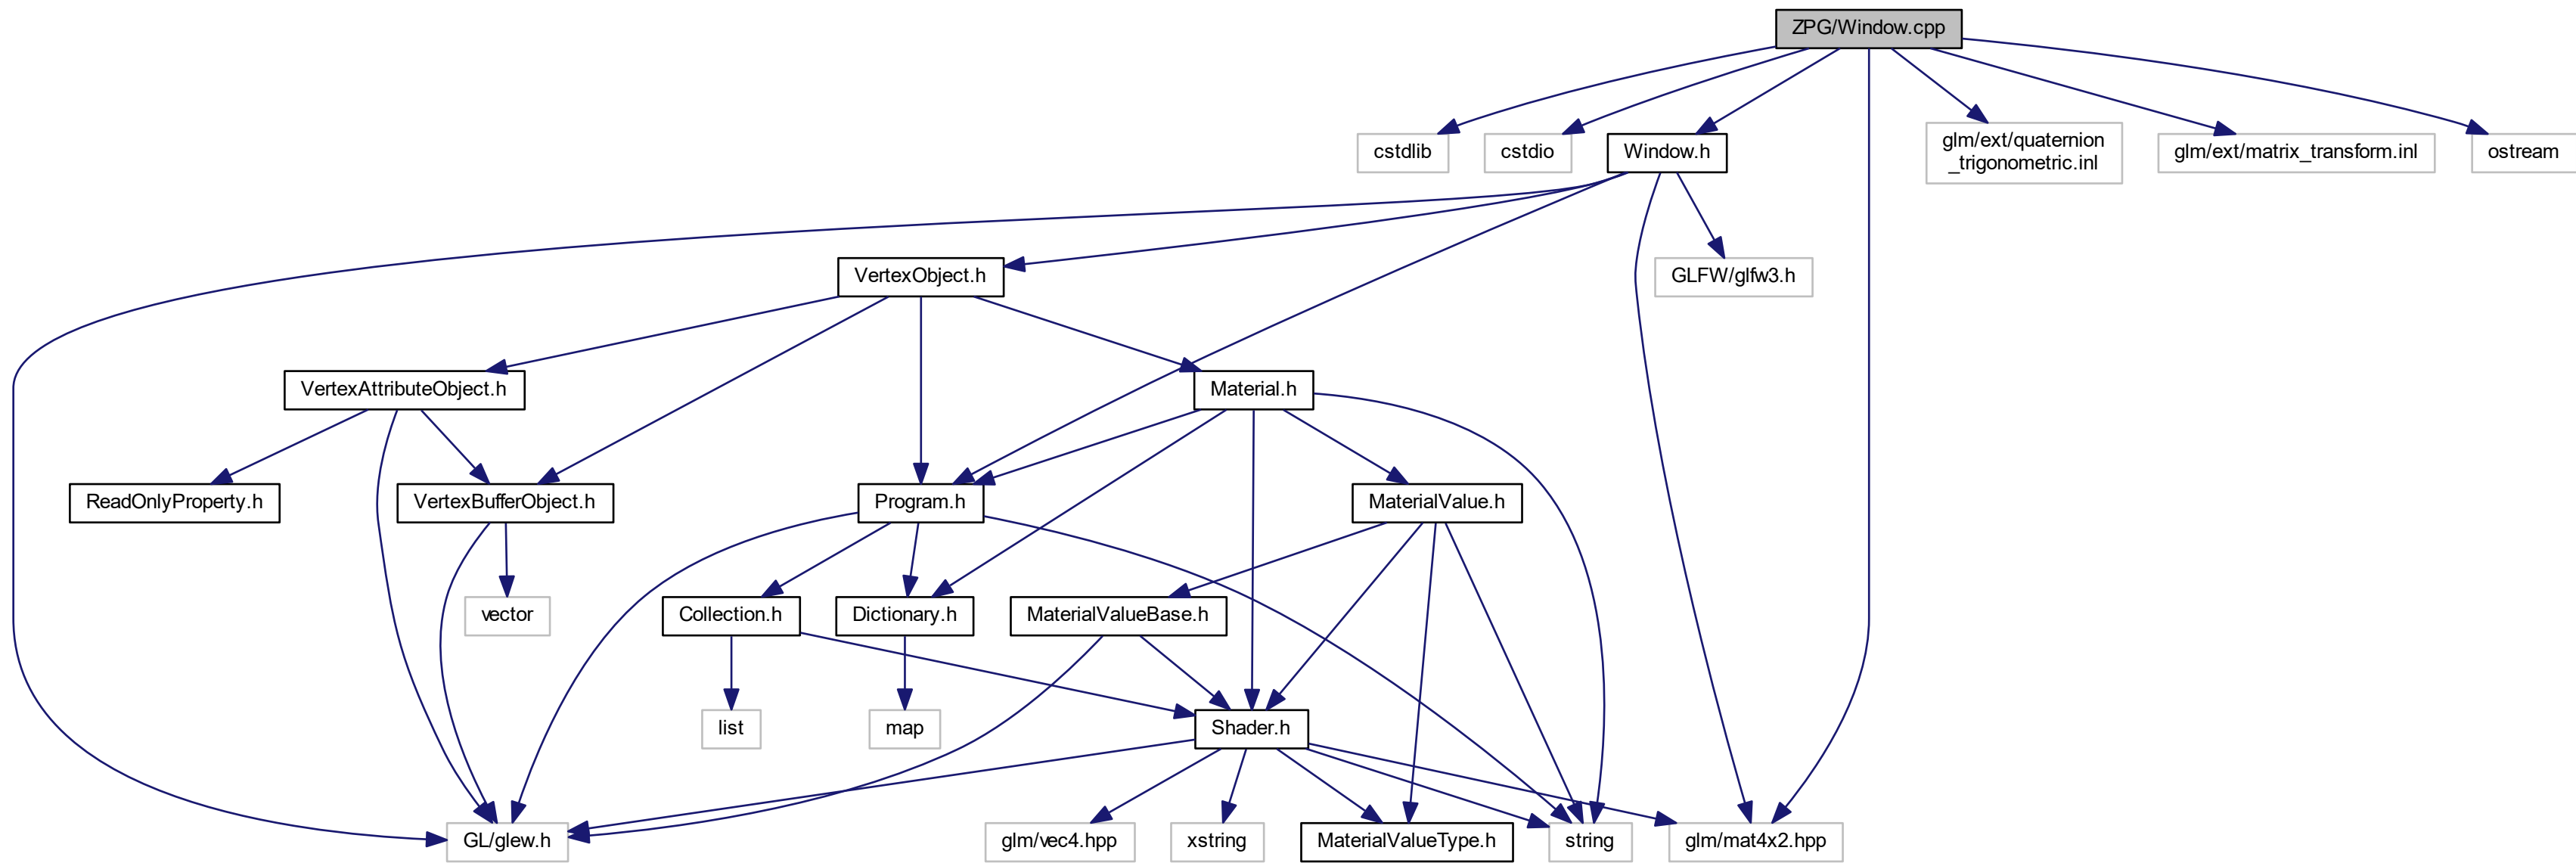 ZPG/Window.cpp
cstdlib
cstdio
Window.h
glm/ext/quaternion
_trigonometric.inl
glm/ext/matrix_transform.inl
ostream
VertexObject.h
GLFW/glfw3.h
VertexAttributeObject.h
Material.h
ReadOnlyProperty.h
VertexBufferObject.h
Program.h
MaterialValue.h
vector
Collection.h
Dictionary.h
MaterialValueBase.h
list
map
Shader.h
GL/glew.h
glm/vec4.hpp
xstring
MaterialValueType.h
string
glm/mat4x2.hpp